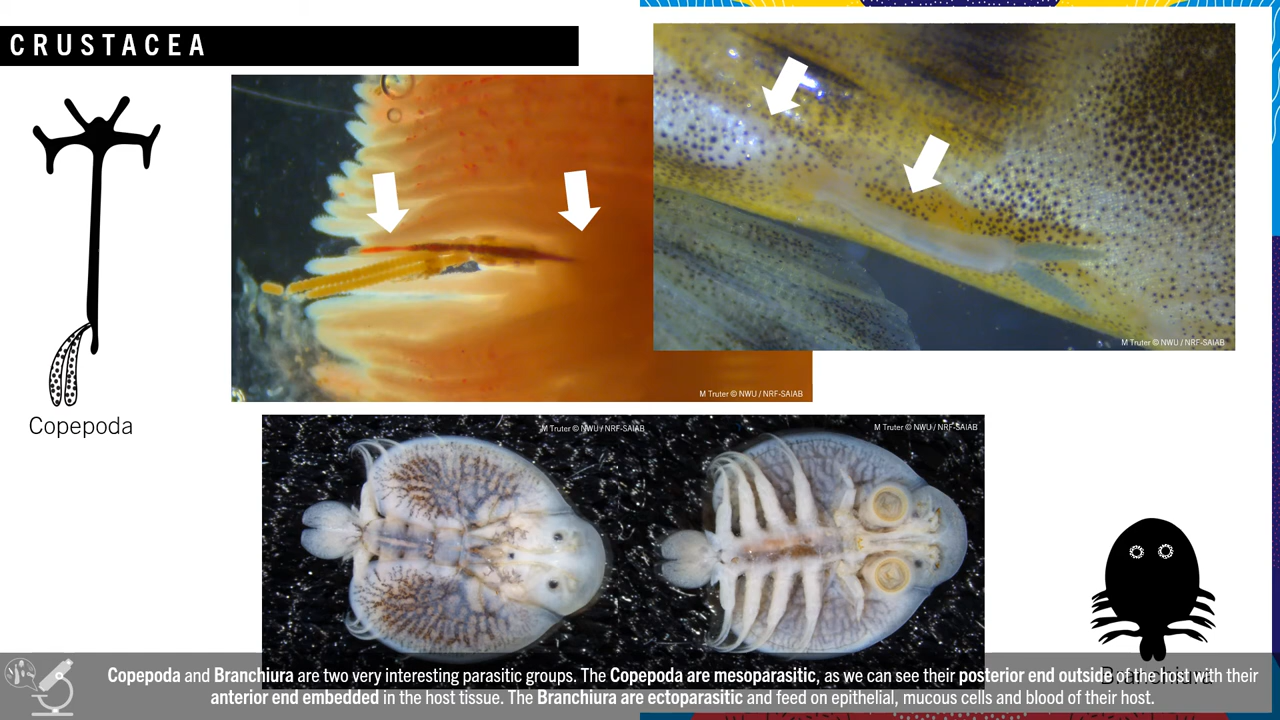 CRUSTACEA
M Truter © NWU / NRF-SAIAB
M Truter © NWU / NRF-SAIAB
Copepoda
M Truter © NWU / NRF-SAIAB
M Truter © NWU / NRF-SAIAB
Copepoda and Branchiura are two very interesting parasitic groups. The Copepoda are mesoparasitic, as we can see their posterior end outside of the host with their
anterior end embedded in the host tissue. The Branchiura are ectoparasitic and feed on epithelial, mucous cells and blood of their host.